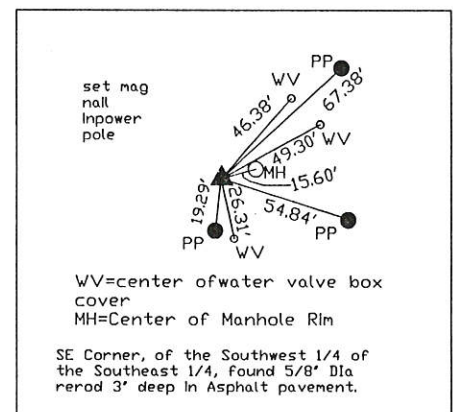 set mag
nail
Inpower
pole
PP
WV
46.38'
67.38'
WV
49.30'
MH
15.60'
54.84'
19.29'
26.31'
PP
WV
PP
WV=center ofwater valve box
cover
MH=Center of Manhole RIm
SE Corner, of the Southwest 1/4 of
the Southeast 1/4, found 5/8" DIa
rerod 3" deep In Asphalt pavement.